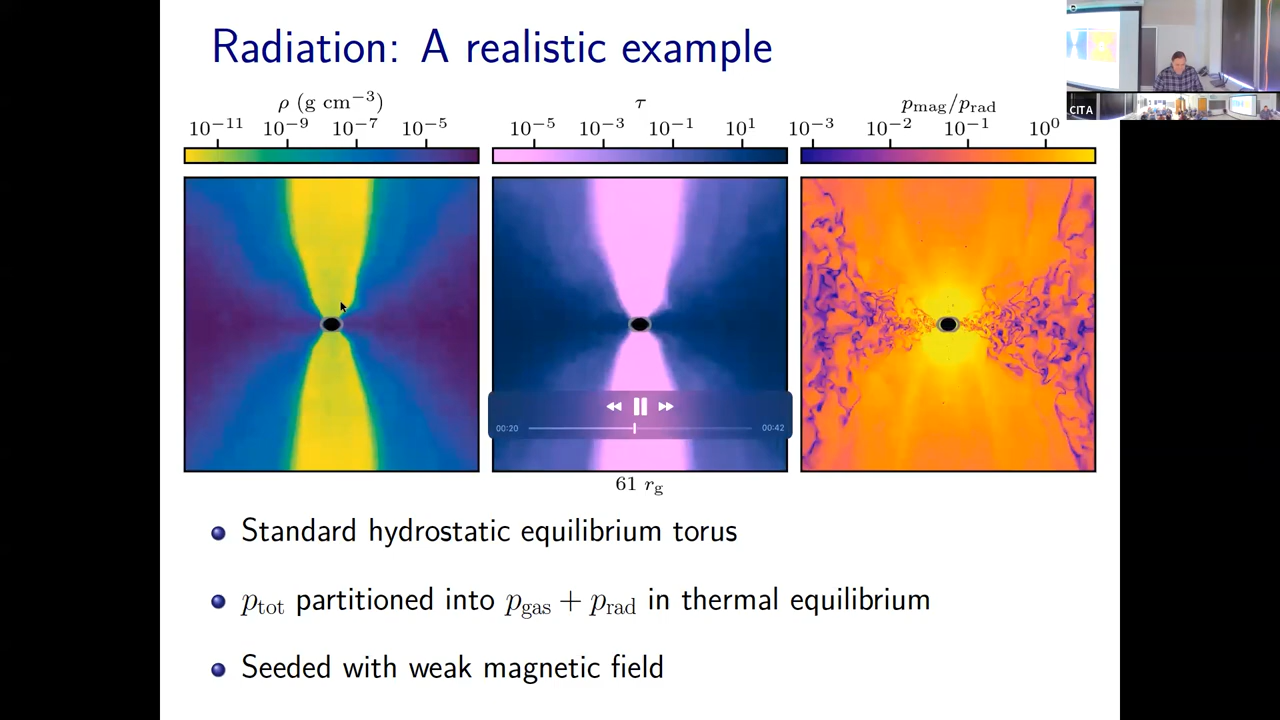 Radiation: A realistic example
ρ (g cm⁻³)
10⁻¹¹ 10⁻⁹ 10⁻⁷ 10⁻⁵
τ
10⁻⁵ 10⁻³ 10⁻¹ 10¹
p_mag/p_rad
10⁻³ 10⁻² 10⁻¹ 10⁰
CITA
00:20 00:42
61 r_g
Standard hydrostatic equilibrium torus
p_tot partitioned into p_gas + p_rad in thermal equilibrium
Seeded with weak magnetic field